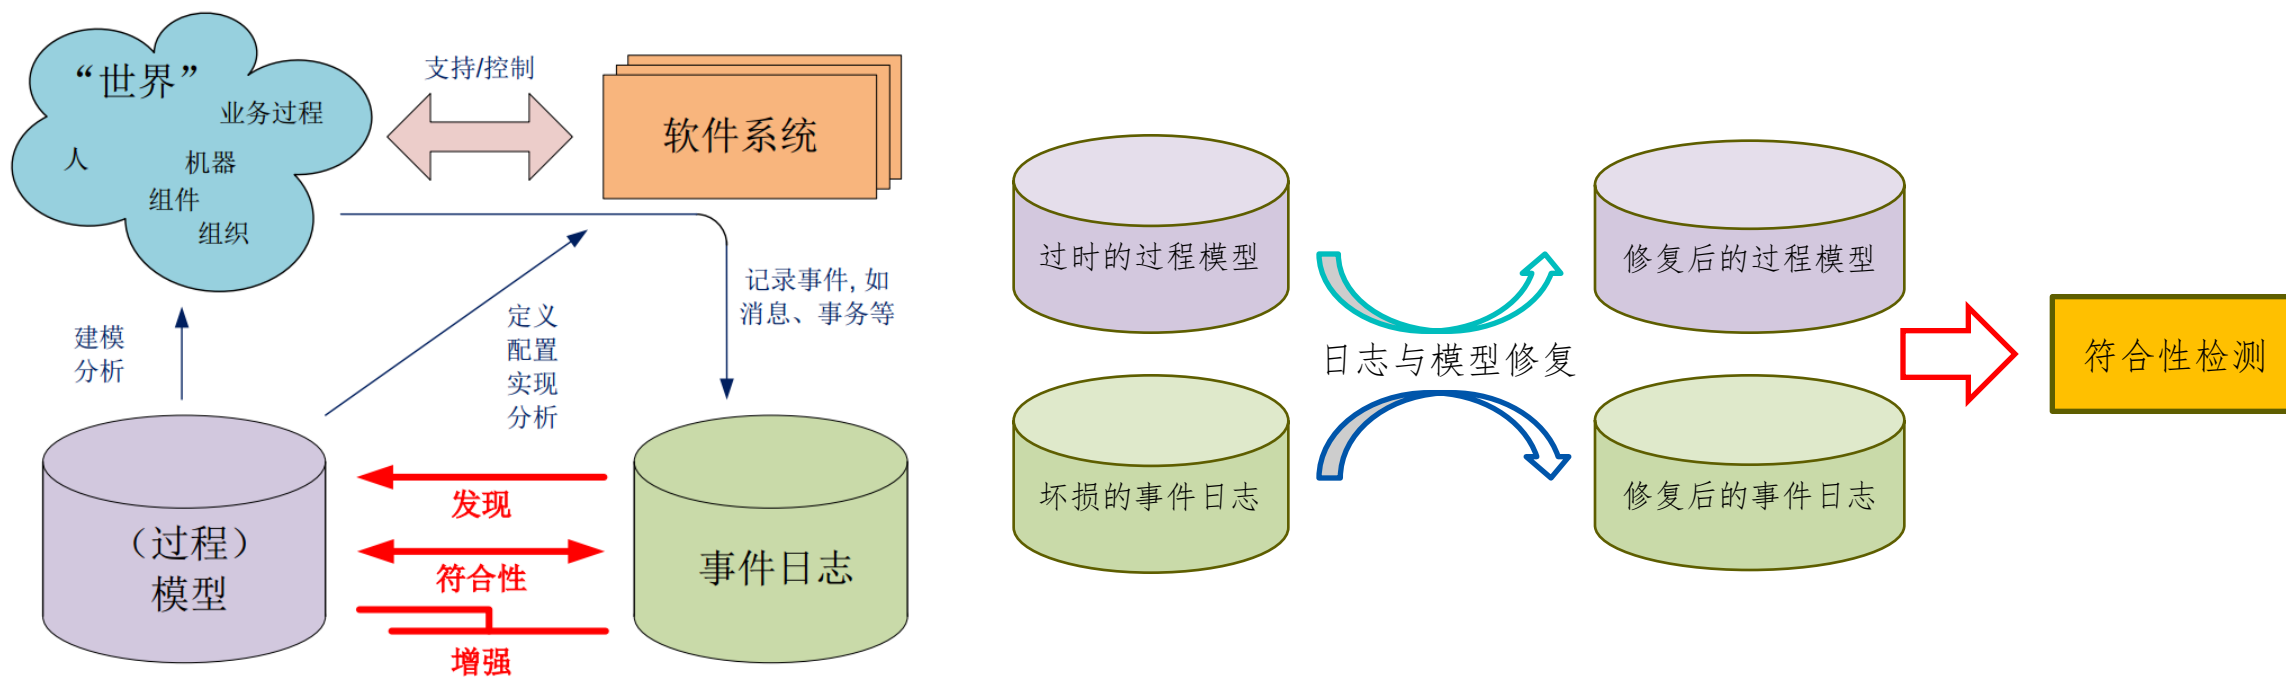 “世界”
业务过程
人
机器
组件
组织
支持/控制
软件系统
记录事件, 如
消息、事务等
定义
配置
实现
分析
建模
分析
（过程）
模型
发现
符合性
增强
事件日志
过时的过程模型
修复后的过程模型
日志与模型修复
坏损的事件日志
修复后的事件日志
符合性检测